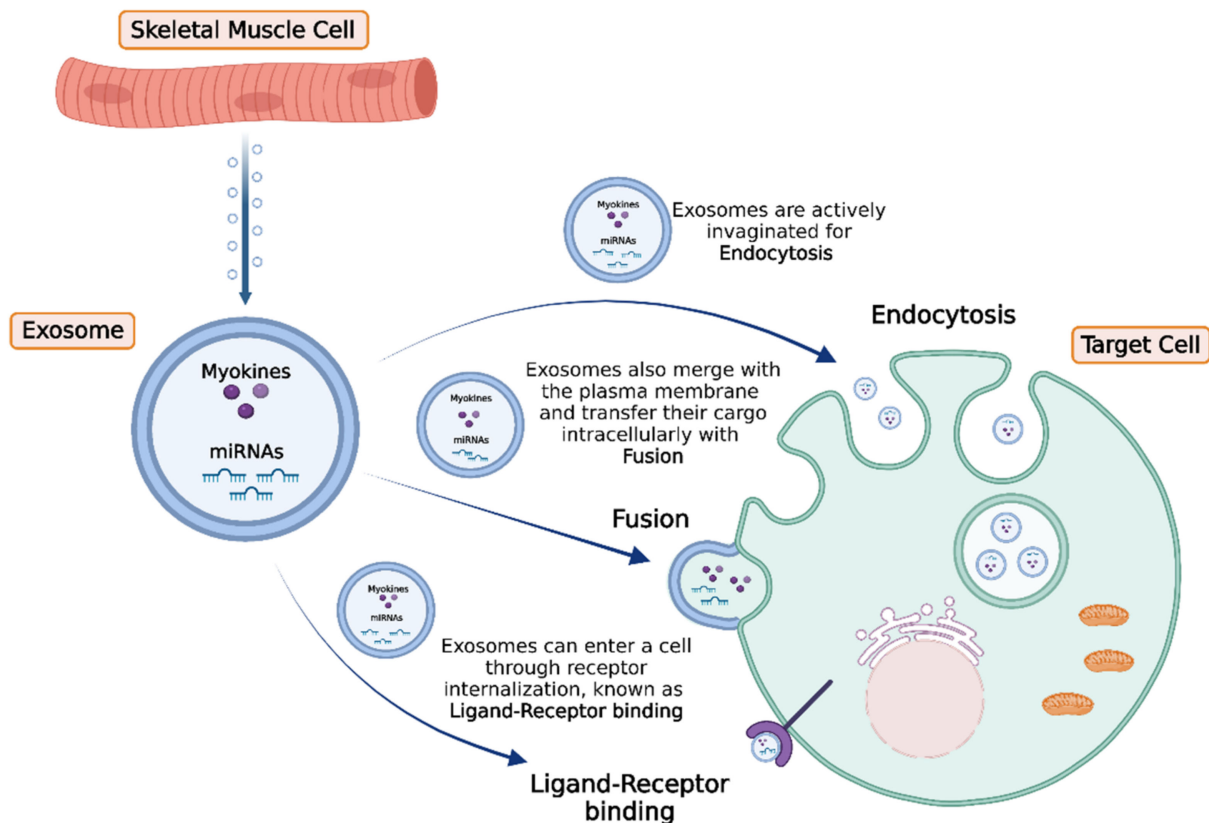 Skeletal Muscle Cell
Exosome
Myokines
miRNAs
Myokines
miRNAs
Exosomes are actively
invaginated for
Endocytosis
Endocytosis
Target Cell
Myokines
miRNAs
Exosomes also merge with
the plasma membrane
and transfer their cargo
intracellularly with
Fusion
Fusion
Myokines
miRNAs
Exosomes can enter a cell
through receptor
internalization, known as
Ligand-Receptor binding
Ligand-Receptor
binding